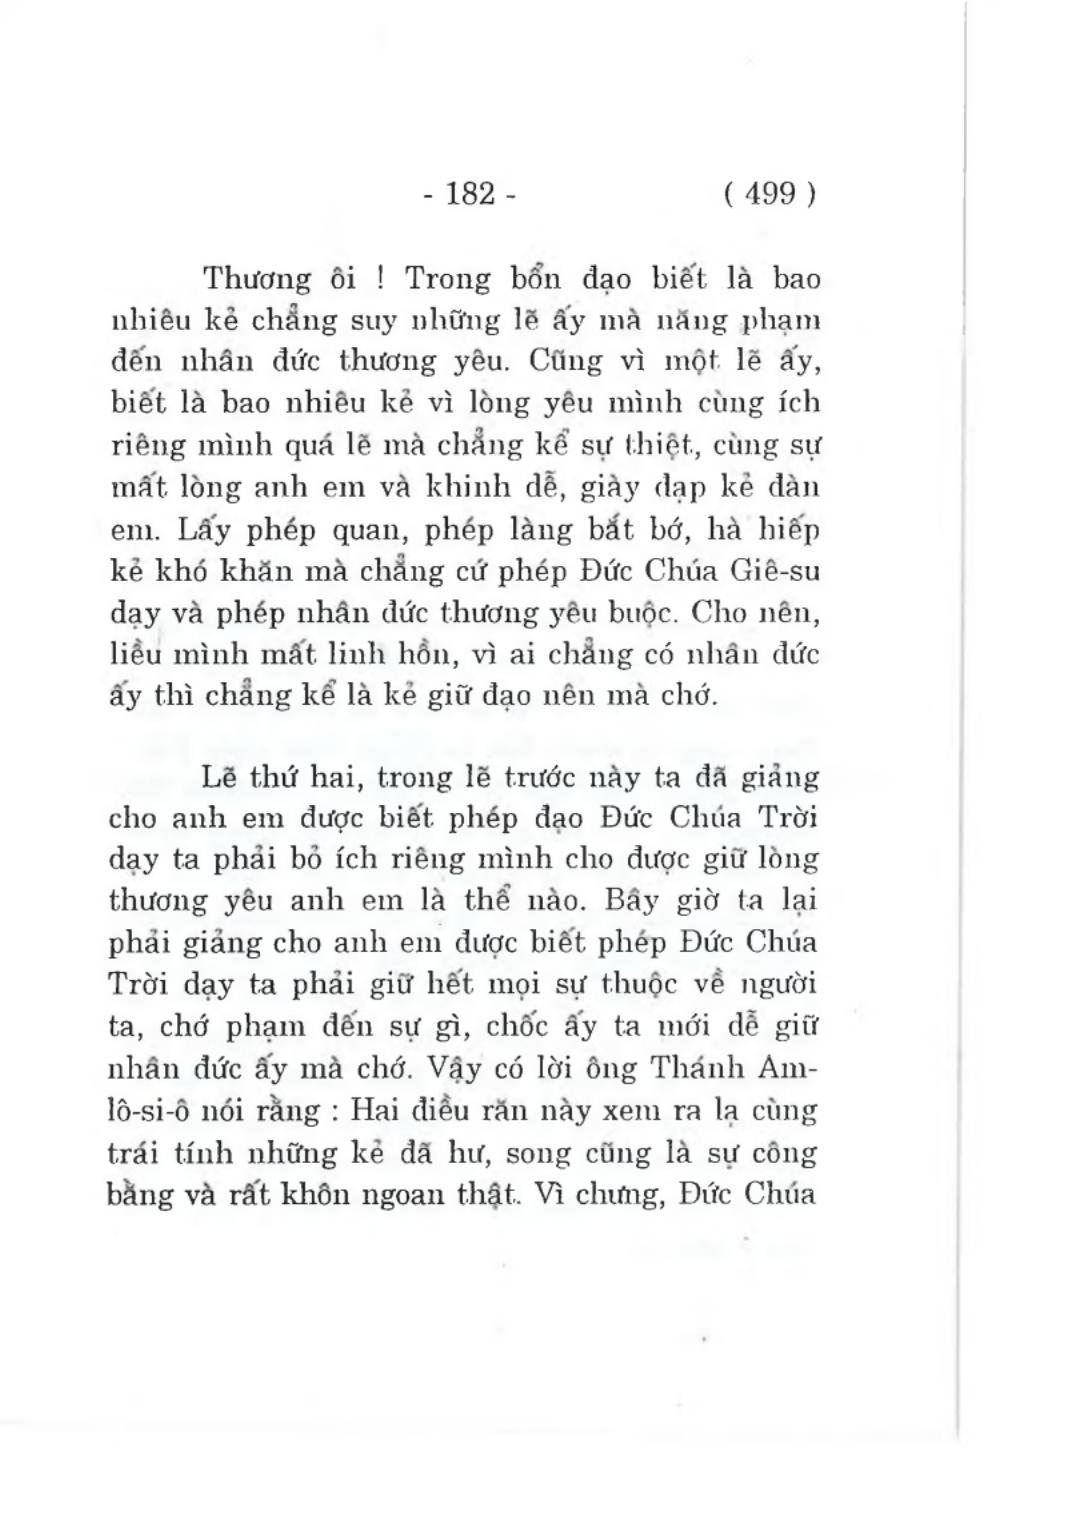 - 182 - ( 499 )
Thương ôi ! Trong bổn đạo biết là bao
nhiêu kẻ chẳng suy những lẽ ấy mà năng phạm
đến nhân đức thương yêu. Cũng vì một lẽ ấy,
biết là bao nhiêu kẻ vì lòng yêu mình cùng ích
riêng mình quá lẽ mà chẳng kể sự thiệt, cùng sự
mất lòng anh em và khinh dễ, giày đạp kẻ đàn
em. Lấy phép quan, phép làng bắt bớ, hà hiếp
kẻ khó khăn mà chẳng cứ phép Đức Chúa Giê-su
dạy và phép nhân đức thương yêu buộc. Cho nên,
liều mình mất linh hồn, vì ai chẳng có nhân đức
ấy thì chẳng kể là kẻ giữ đạo nên mà chớ.
Lẽ thứ hai, trong lẽ trước này ta đã giảng
cho anh em được biết phép đạo Đức Chúa Trời
dạy ta phải bỏ ích riêng mình cho được giữ lòng
thương yêu anh em là thể nào. Bây giờ ta lại
phải giảng cho anh em được biết phép Đức Chúa
Trời dạy ta phải giữ hết mọi sự thuộc về người
ta, chớ phạm đến sự gì, chốc ấy ta mới dễ giữ
nhân đức ấy mà chớ. Vậy có lời ông Thánh Am-
lô-si-ô nói rằng : Hai điều răn này xem ra lạ cùng
trái tính những kẻ đã hư, song cũng là sự công
bằng và rất khôn ngoan thật. Vì chưng, Đức Chúa